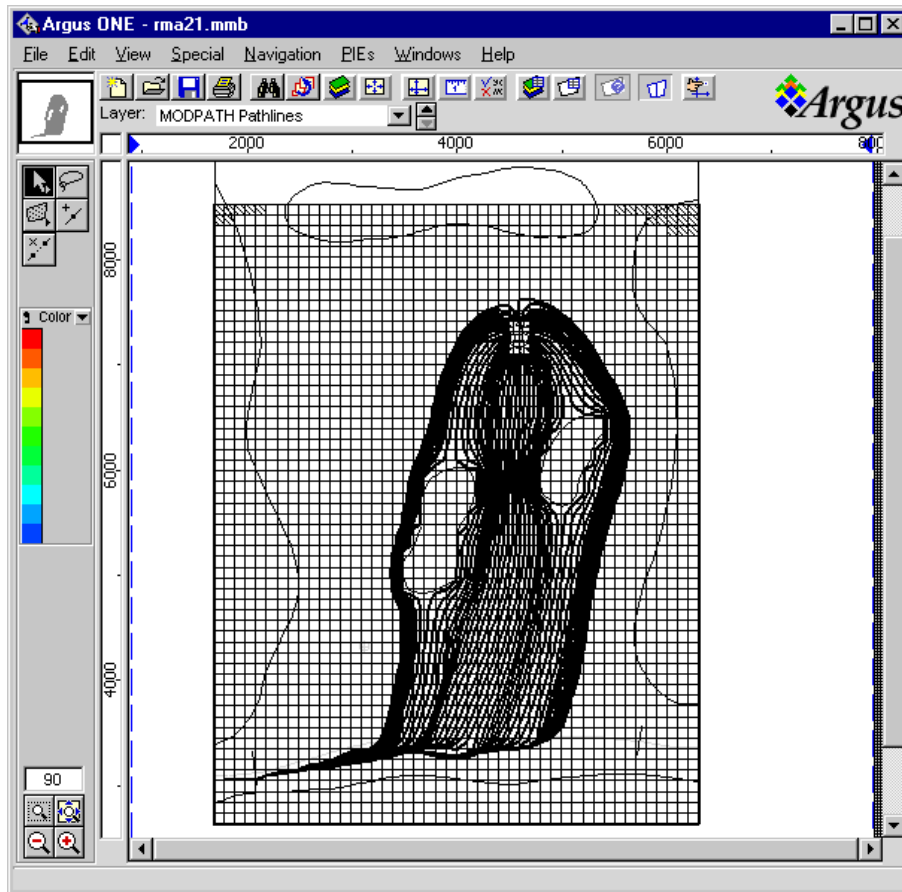 Argus ONE - rma21.mmb
File Edit View Special Navigation PIEs Windows Help
Layer: MODPATH Pathlines
Argus
2000 4000 6000
8000
6000
4000
Color
90